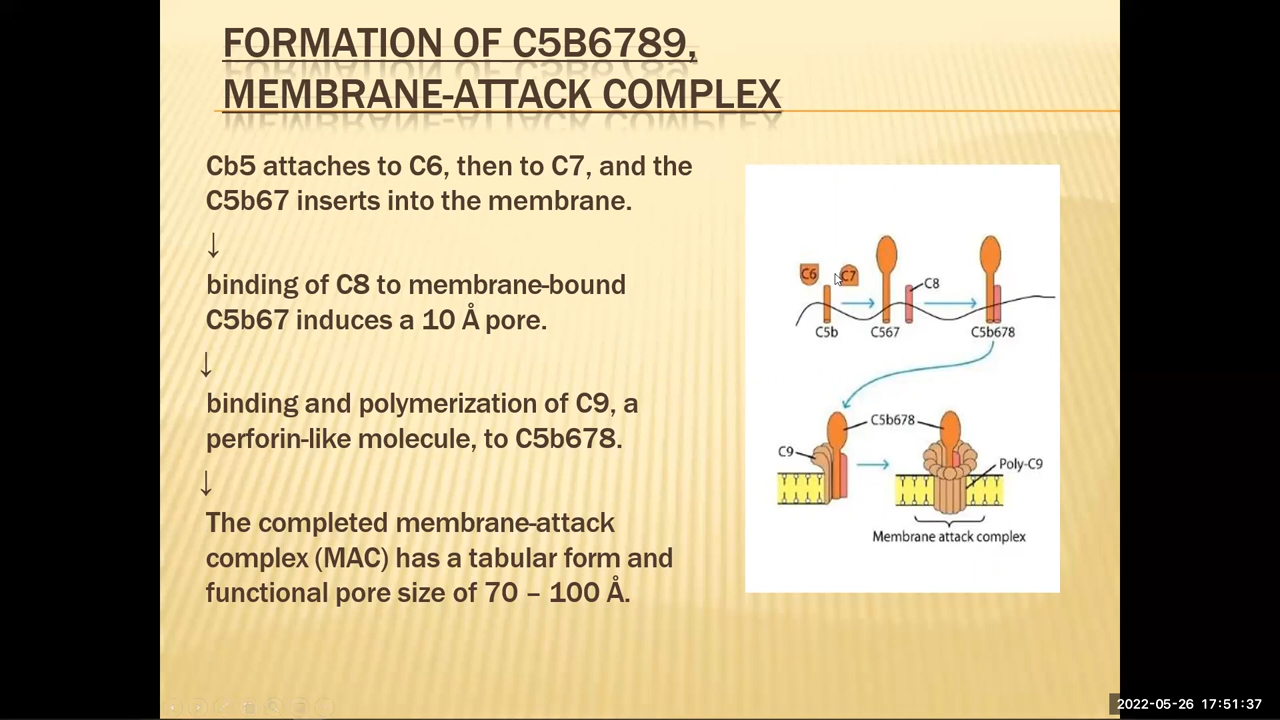 FORMATION OF C5B6789,
MEMBRANE-ATTACK COMPLEX
Cb5 attaches to C6, then to C7, and the
C5b67 inserts into the membrane.
↓
binding of C8 to membrane-bound
C5b67 induces a 10 Å pore.
↓
binding and polymerization of C9, a
perforin-like molecule, to C5b678.
↓
The completed membrane-attack
complex (MAC) has a tabular form and
functional pore size of 70 – 100 Å.
C6
C7
C8
C5b
C567
C5b678
C5b678
C9
Poly-C9
Membrane attack complex
2022-05-26 17:51:37